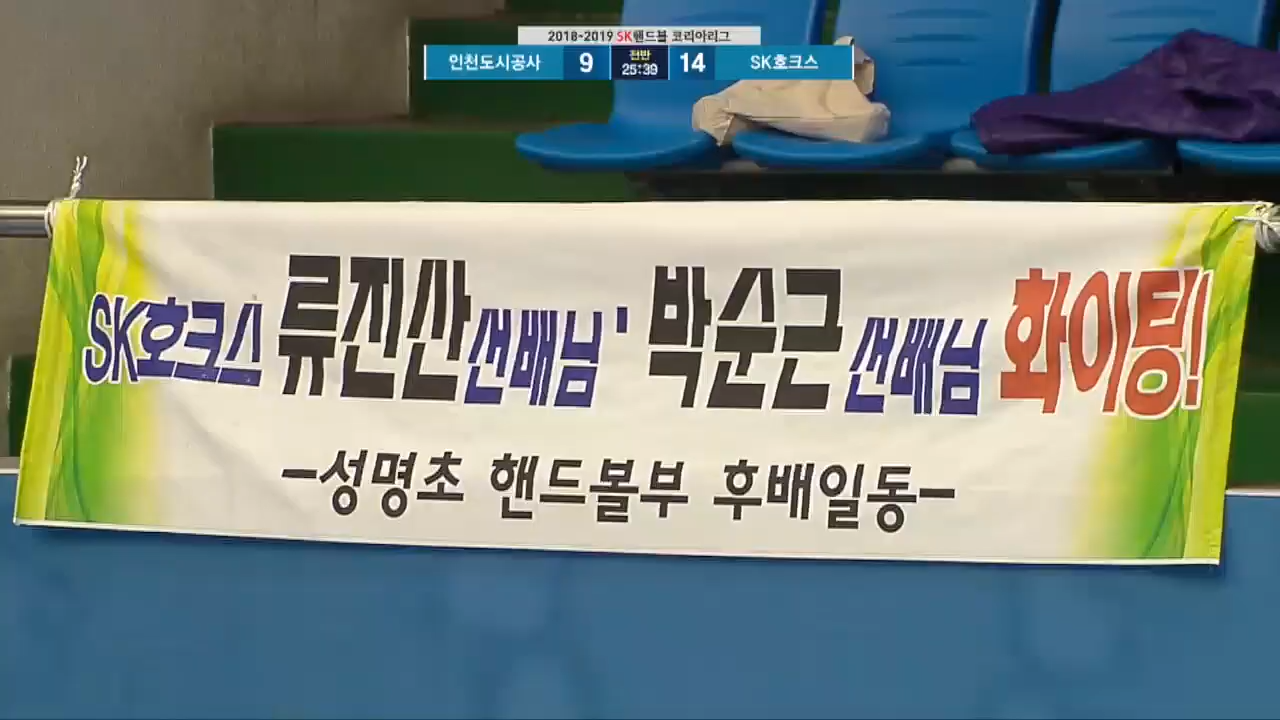 2018-2019 SK핸드볼 코리아리그
인천도시공사 9 전반 25:39 14 SK호크스
SK호크스 류진산 선배님, 박순근 선배님 화이팅!
-성명초 핸드볼부 후배일동-